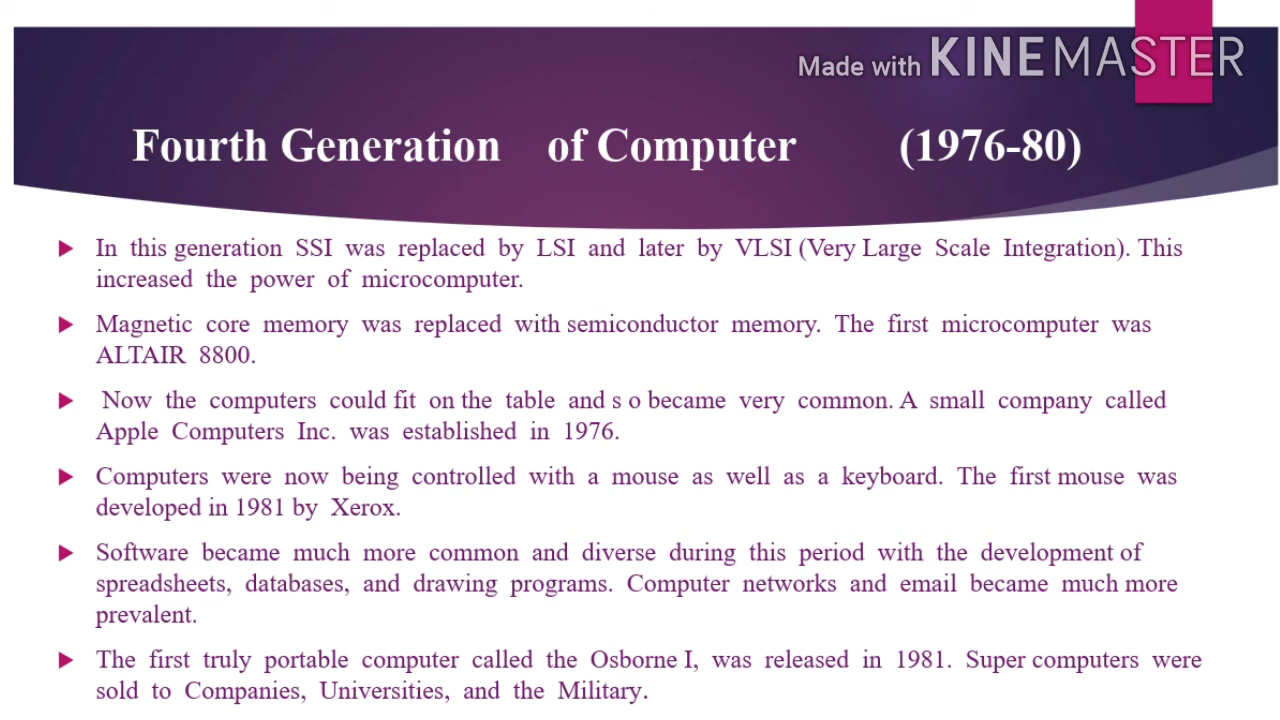 Made with KINEMASTER
Fourth Generation of Computer (1976-80)
In this generation SSI was replaced by LSI and later by VLSI (Very Large Scale Integration). This
increased the power of microcomputer.
Magnetic core memory was replaced with semiconductor memory. The first microcomputer was
ALTAIR 8800.
Now the computers could fit on the table and s o became very common. A small company called
Apple Computers Inc. was established in 1976.
Computers were now being controlled with a mouse as well as a keyboard. The first mouse was
developed in 1981 by Xerox.
Software became much more common and diverse during this period with the development of
spreadsheets, databases, and drawing programs. Computer networks and email became much more
prevalent.
The first truly portable computer called the Osborne I, was released in 1981. Super computers were
sold to Companies, Universities, and the Military.